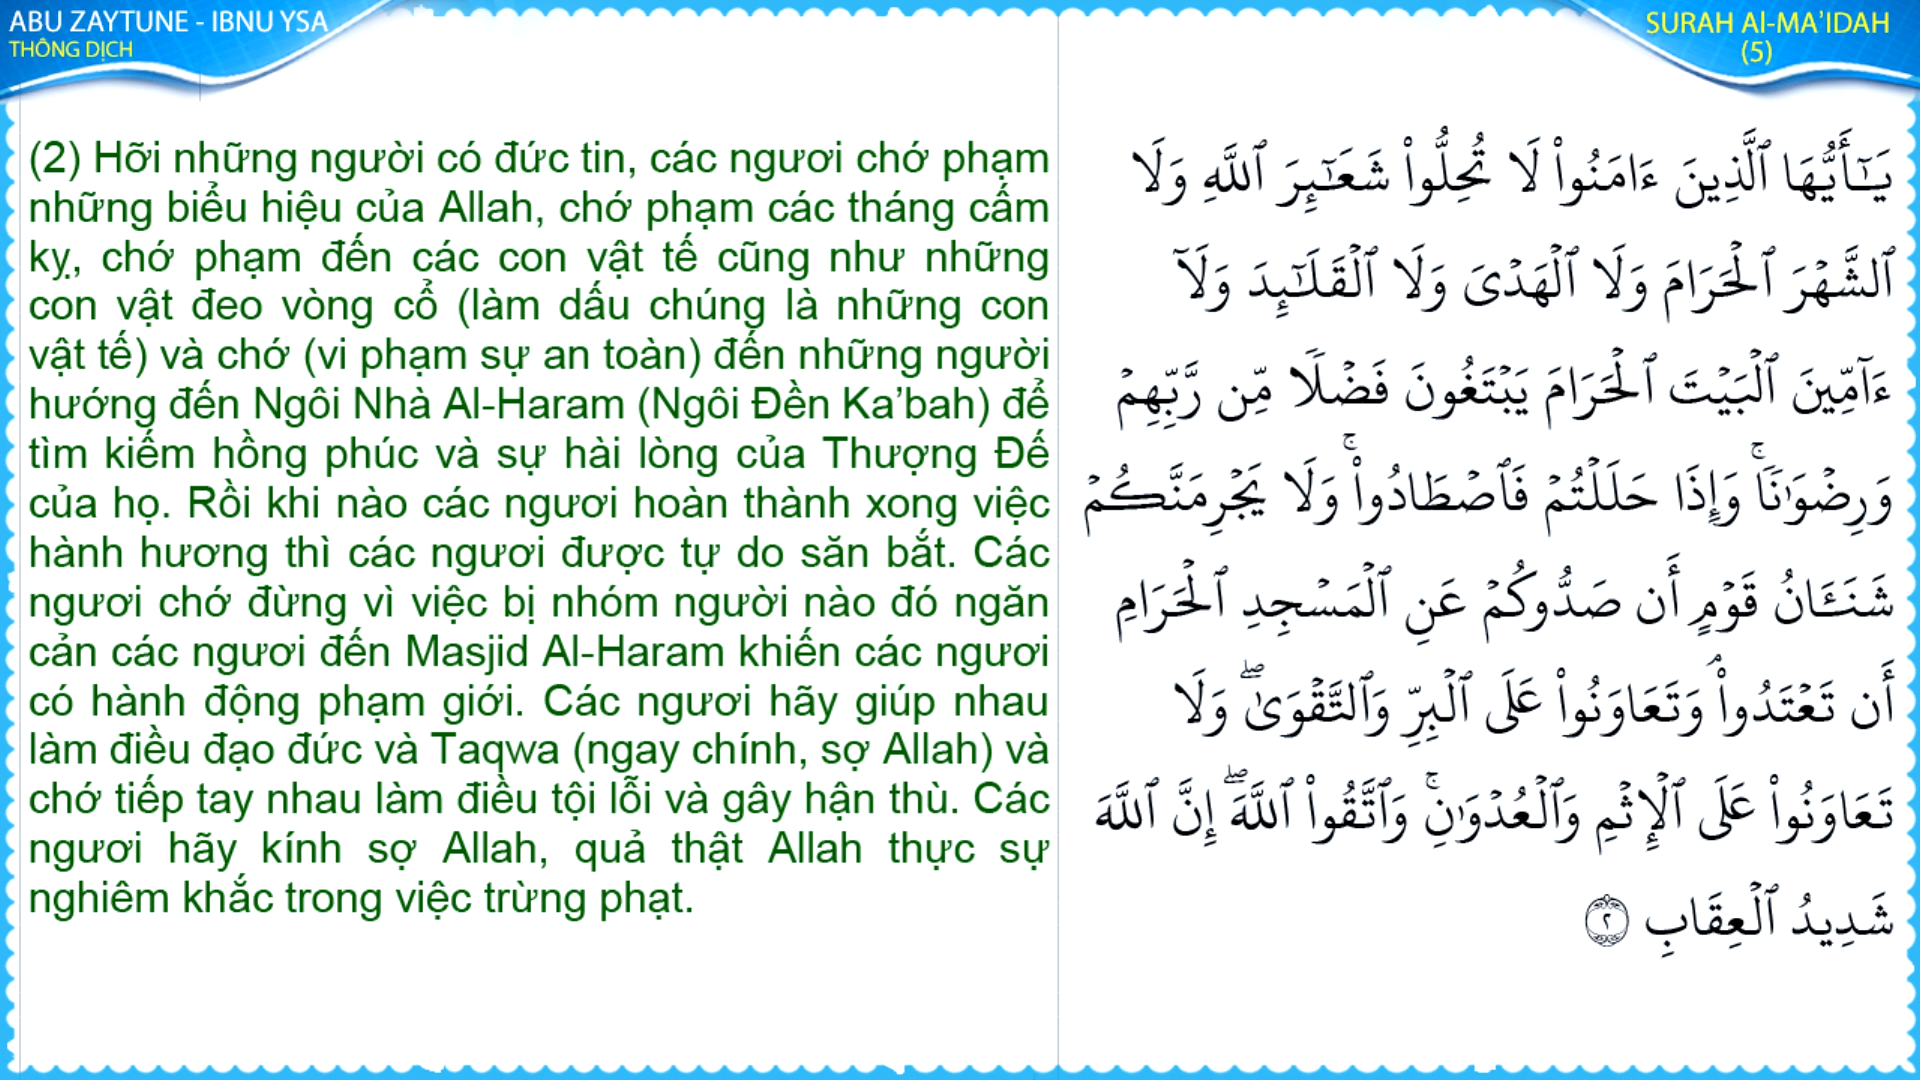 ABU ZAYTUNE - IBNU YSA
THÔNG DỊCH
SURAH Al-MA'IDAH
(5)
(2) Hỡi những người có đức tin, các ngươi chớ phạm
những biểu hiệu của Allah, chớ phạm các tháng cấm
kỵ, chớ phạm đến các con vật tế cũng như những
con vật đeo vòng cổ (làm dấu chúng là những con
vật tế) và chớ (vi phạm sự an toàn) đến những người
hướng đến Ngôi Nhà Al-Haram (Ngôi Đền Ka’bah) để
tìm kiếm hồng phúc và sự hài lòng của Thượng Đế
của họ. Rồi khi nào các ngươi hoàn thành xong việc
hành hương thì các ngươi được tự do săn bắt. Các
ngươi chớ đừng vì việc bị nhóm người nào đó ngăn
cản các ngươi đến Masjid Al-Haram khiến các ngươi
có hành động phạm giới. Các ngươi hãy giúp nhau
làm điều đạo đức và Taqwa (ngay chính, sợ Allah) và
chớ tiếp tay nhau làm điều tội lỗi và gây hận thù. Các
ngươi hãy kính sợ Allah, quả thật Allah thực sự
nghiêm khắc trong việc trừng phạt.
يَـٰٓأَيُّهَا ٱلَّذِينَ ءَامَنُوا۟ لَا تُحِلُّوا۟ شَعَـٰٓئِرَ ٱللَّهِ وَلَا
ٱلشَّهْرَ ٱلْحَرَامَ وَلَا ٱلْهَدْىَ وَلَا ٱلْقَلَـٰٓئِدَ وَلَآ
ءَآمِّينَ ٱلْبَيْتَ ٱلْحَرَامَ يَبْتَغُونَ فَضْلًا مِّن رَّبِّهِمْ
وَرِضْوَٰنًا ۚ وَإِذَا حَلَلْتُمْ فَٱصْطَادُوا۟ ۚ وَلَا يَجْرِمَنَّكُمْ
شَنَـَٔانُ قَوْمٍ أَن صَدُّوكُمْ عَنِ ٱلْمَسْجِدِ ٱلْحَرَامِ
أَن تَعْتَدُوا۟ ۘ وَتَعَاوَنُوا۟ عَلَى ٱلْبِرِّ وَٱلتَّقْوَىٰ ۖ وَلَا
تَعَاوَنُوا۟ عَلَى ٱلْإِثْمِ وَٱلْعُدْوَٰنِ ۚ وَٱتَّقُوا۟ ٱللَّهَ ۖ إِنَّ ٱللَّهَ
شَدِيدُ ٱلْعِقَابِ ٢